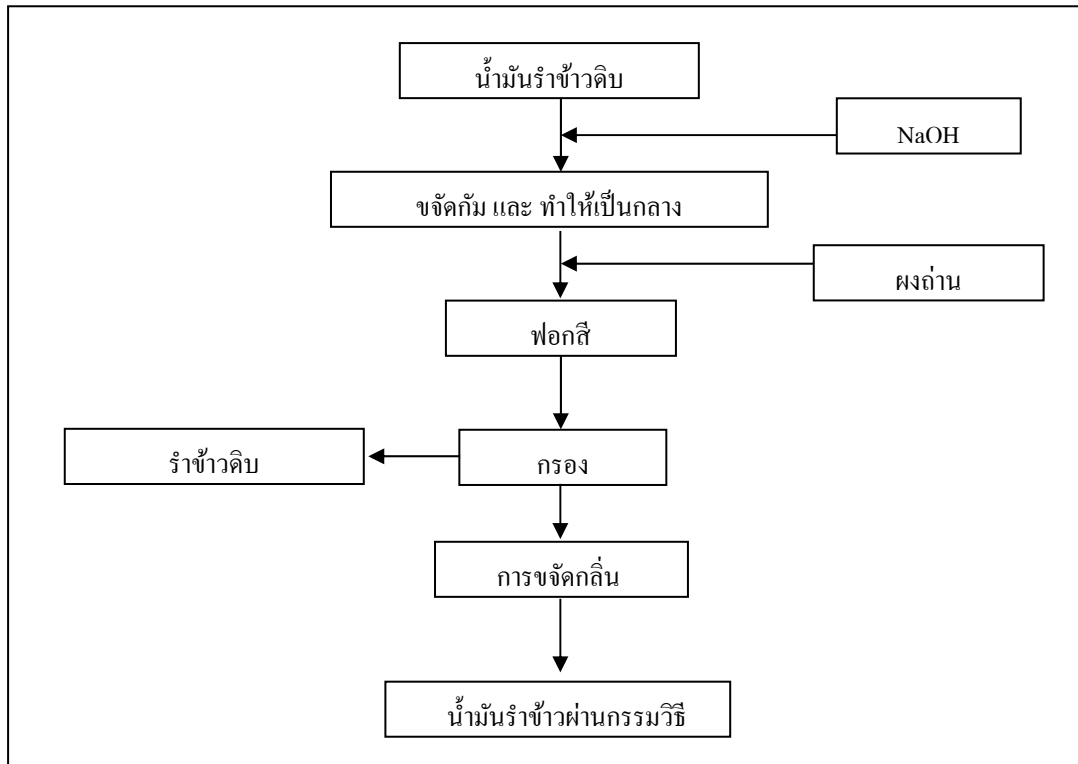 น้ำมันรำข้าวดิบ
NaOH
ขจัดกัม และ ทำให้เป็นกลาง
ผงถ่าน
ฟอกสี
รำข้าวดิบ
กรอง
การขจัดกลิ่น
น้ำมันรำข้าวผ่านกรรมวิธี